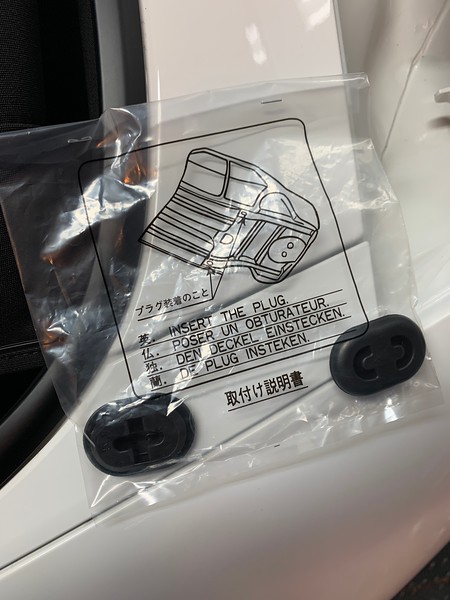 プラグ装着のこと
英. INSERT THE PLUG.
仏. POSER UN OBTURATEUR.
独. DEN DECKEL EINSTECKEN.
蘭. DE PLUG INSTEKEN.
取付け説明書